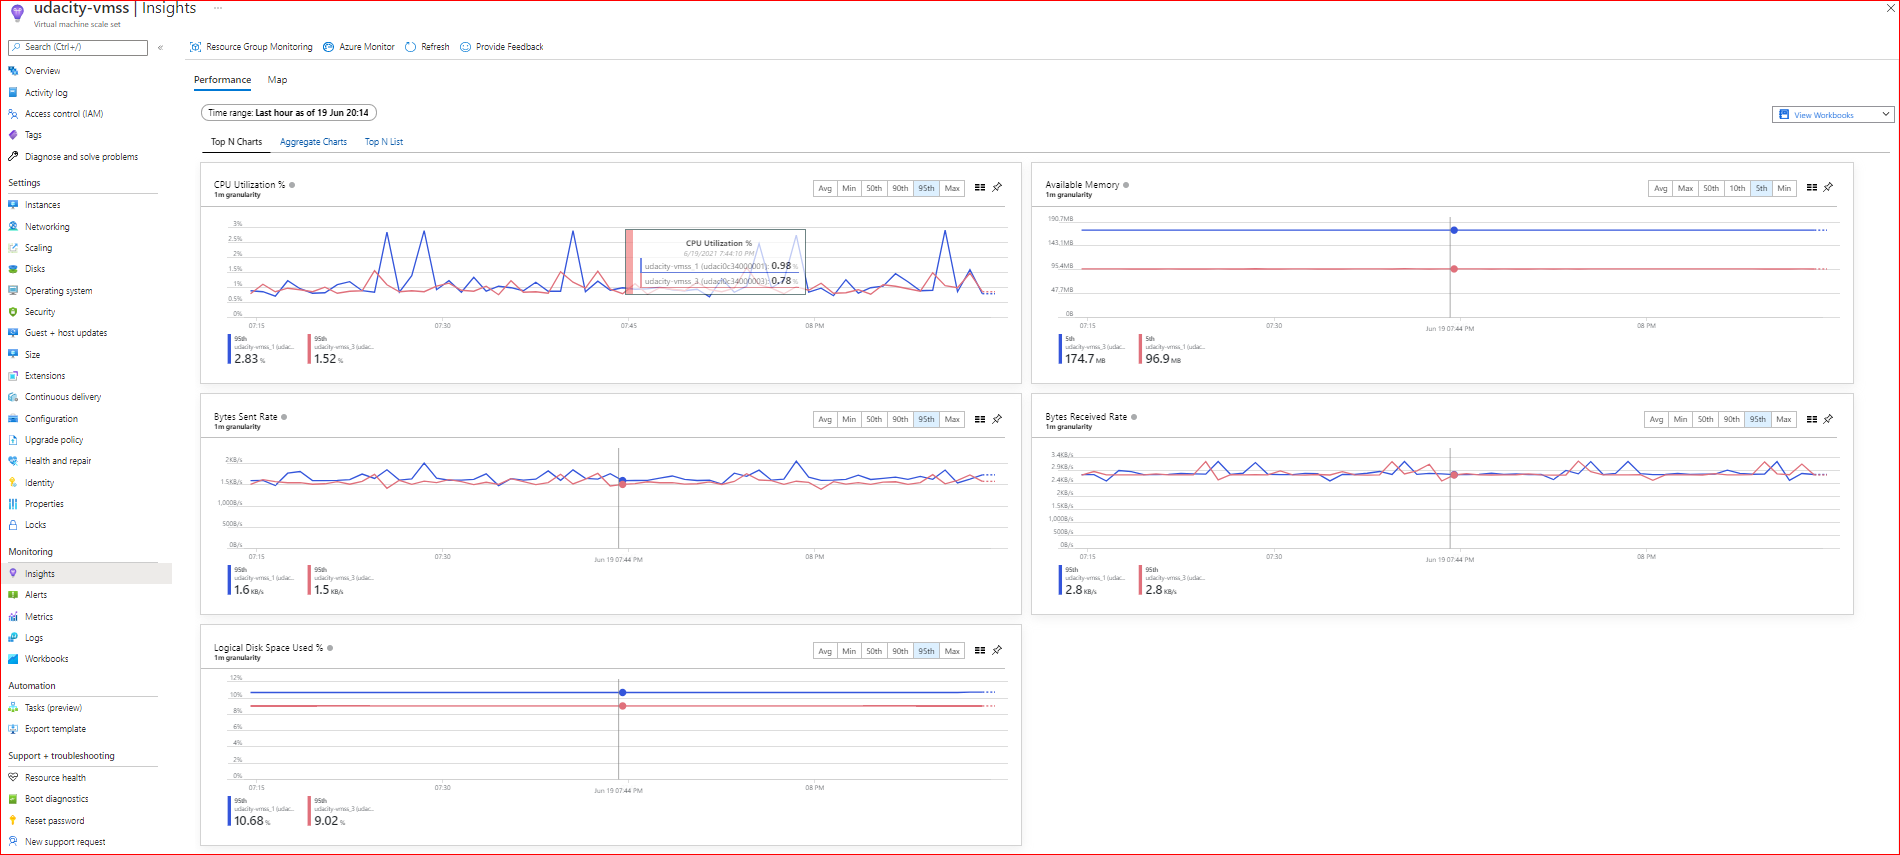 udacity-vmss | Insights ...
Virtual machine scale set
Search (Ctrl+/)
«
Overview
Activity log
Access control (IAM)
Tags
Diagnose and solve problems
Settings
Instances
Networking
Scaling
Disks
Operating system
Security
Guest + host updates
Size
Extensions
Continuous delivery
Configuration
Upgrade policy
Health and repair
Identity
Properties
Locks
Monitoring
Insights
Alerts
Metrics
Logs
Workbooks
Automation
Tasks (preview)
Export template
Support + troubleshooting
Resource health
Boot diagnostics
Reset password
New support request
Resource Group Monitoring Azure Monitor Refresh Provide Feedback
Performance Map
Time range: Last hour as of 19 Jun 20:14
View Workbooks
Top N Charts Aggregate Charts Top N List
CPU Utilization %
1m granularity
Avg Min 50th 90th 95th Max
3%
2.5%
2%
1.5%
1%
0.5%
0%
CPU Utilization %
6/19/2021 7:44:10 PM
udacity-vmss_1 (udaci0c34000001): 0.98 %
udacity-vmss_3 (udaci0c34000003): 0.78 %
07:15 07:30 07:45 08 PM
95th
udacity-vmss_1 (udac...
2.83 %
95th
udacity-vmss_3 (udac...
1.52 %
Available Memory
1m granularity
Avg Max 50th 10th 5th Min
190.7MB
143.1MB
95.4MB
47.7MB
0B
07:15 07:30 Jun 19 07:44 PM 08 PM
5th
udacity-vmss_3 (udac...
174.7 MB
5th
udacity-vmss_1 (udac...
96.9 MB
Bytes Sent Rate
1m granularity
Avg Min 50th 90th 95th Max
2KB/s
1.5KB/s
1,000B/s
500B/s
0B/s
07:15 07:30 Jun 19 07:44 PM 08 PM
95th
udacity-vmss_1 (udac...
1.6 KB/s
95th
udacity-vmss_3 (udac...
1.5 KB/s
Bytes Received Rate
1m granularity
Avg Min 50th 90th 95th Max
3.4KB/s
2.9KB/s
2.4KB/s
2KB/s
1.5KB/s
1,000B/s
500B/s
0B/s
07:15 07:30 Jun 19 07:44 PM 08 PM
95th
udacity-vmss_1 (udac...
2.8 KB/s
95th
udacity-vmss_3 (udac...
2.8 KB/s
Logical Disk Space Used %
1m granularity
Avg Min 50th 90th 95th Max
12%
10%
8%
6%
4%
2%
0%
07:15 07:30 Jun 19 07:44 PM 08 PM
95th
udacity-vmss_1 (udac...
10.68 %
95th
udacity-vmss_3 (udac...
9.02 %